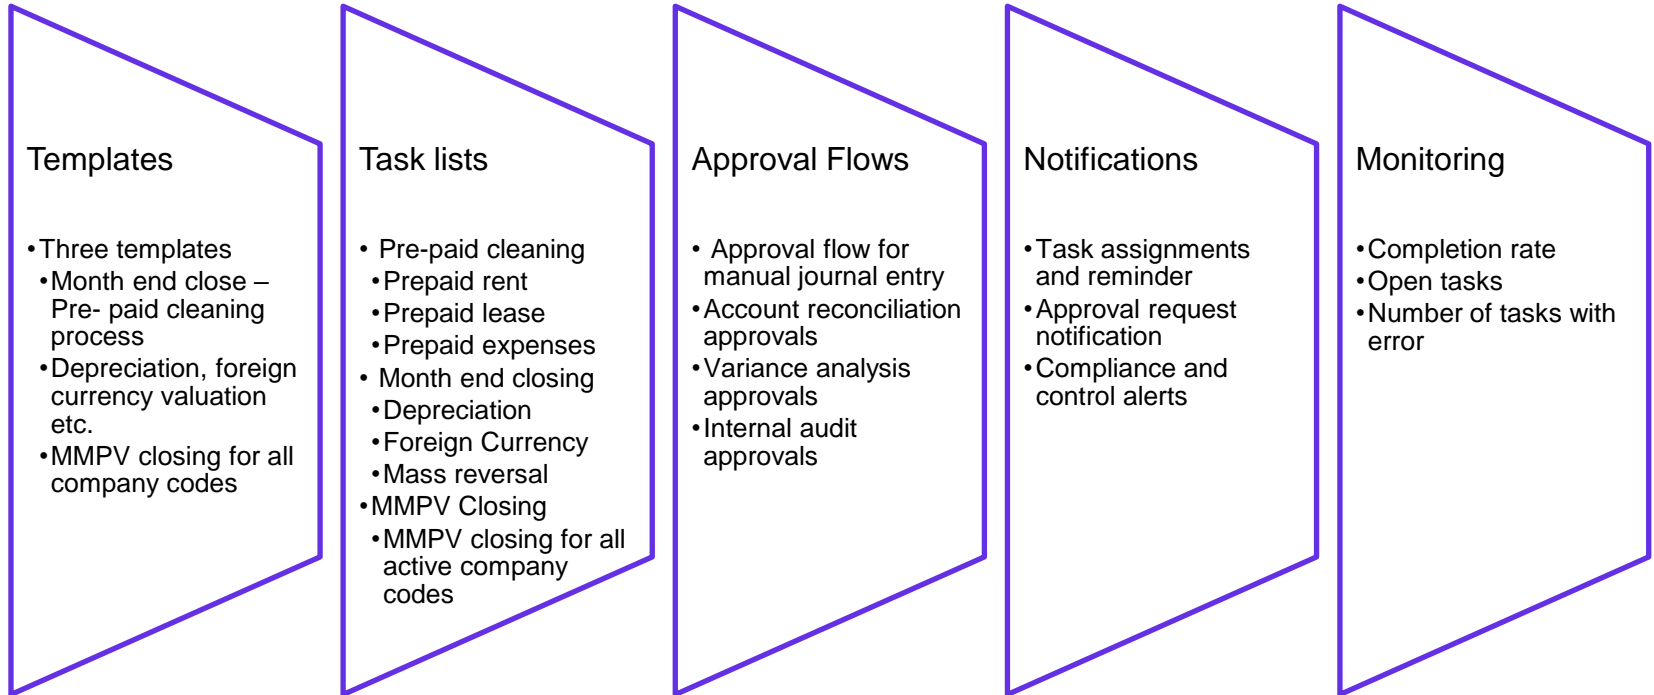 Templates
•Three templates
•Month end close –
Pre- paid cleaning
process
•Depreciation, foreign
currency valuation
etc.
•MMPV closing for all
company codes
Task lists
• Pre-paid cleaning
•Prepaid rent
•Prepaid lease
•Prepaid expenses
• Month end closing
•Depreciation
•Foreign Currency
•Mass reversal
•MMPV Closing
•MMPV closing for all
active company
codes
Approval Flows
• Approval flow for
manual journal entry
•Account reconciliation
approvals
•Variance analysis
approvals
•Internal audit
approvals
Notifications
•Task assignments
and reminder
•Approval request
notification
•Compliance and
control alerts
Monitoring
•Completion rate
•Open tasks
•Number of tasks with
error